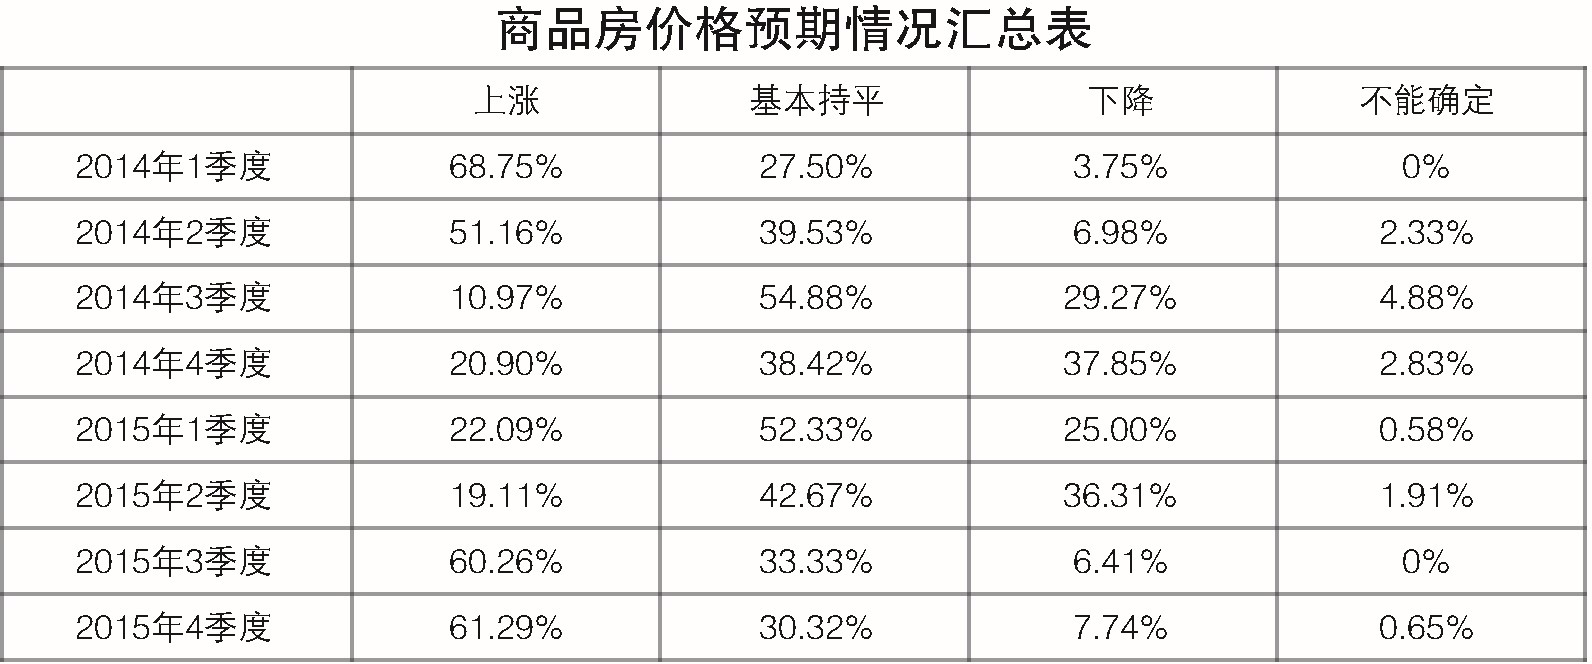 商品房价格预期情况汇总表
上涨 基本持平 下降 不能确定
2014年1季度 68.75% 27.50% 3.75% 0%
2014年2季度 51.16% 39.53% 6.98% 2.33%
2014年3季度 10.97% 54.88% 29.27% 4.88%
2014年4季度 20.90% 38.42% 37.85% 2.83%
2015年1季度 22.09% 52.33% 25.00% 0.58%
2015年2季度 19.11% 42.67% 36.31% 1.91%
2015年3季度 60.26% 33.33% 6.41% 0%
2015年4季度 61.29% 30.32% 7.74% 0.65%